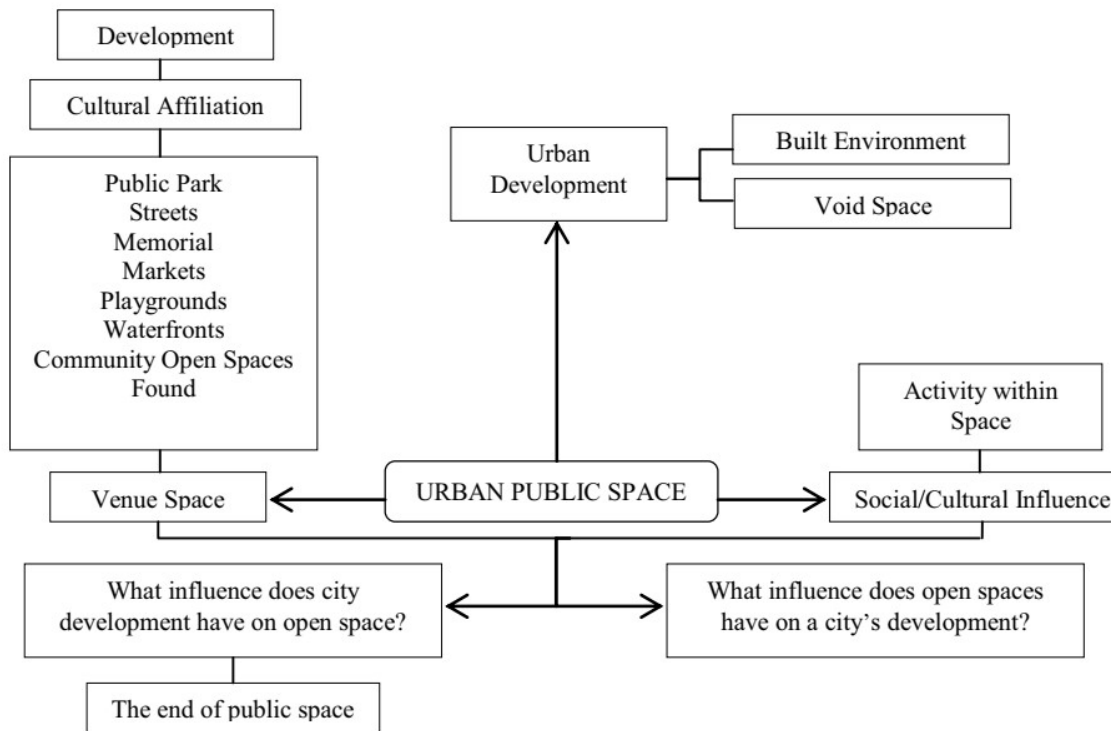 Development
Cultural Affiliation
Public Park
Streets
Memorial
Markets
Playgrounds
Waterfronts
Community Open Spaces
Found
Venue Space
Urban
Development
Built Environment
Void Space
URBAN PUBLIC SPACE
Activity within
Space
Social/Cultural Influence
What influence does city
development have on open space?
What influence does open spaces
have on a city’s development?
The end of public space